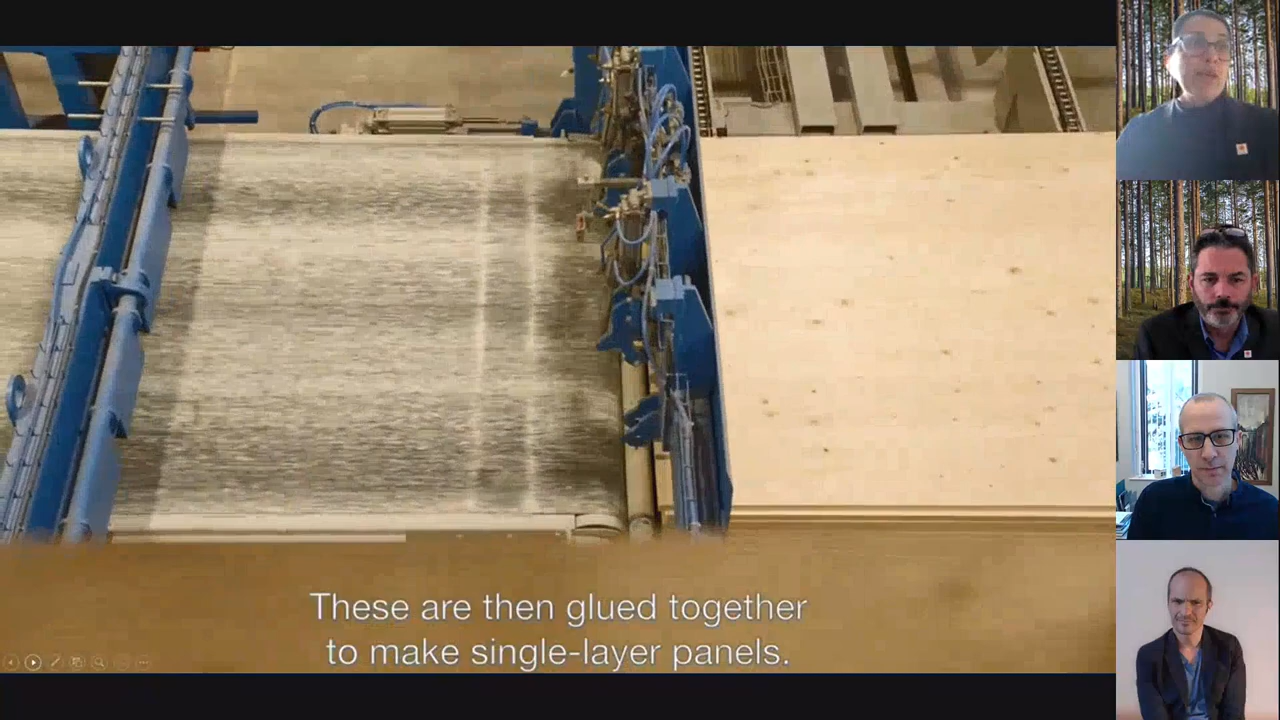 These are then glued together
to make single-layer panels.